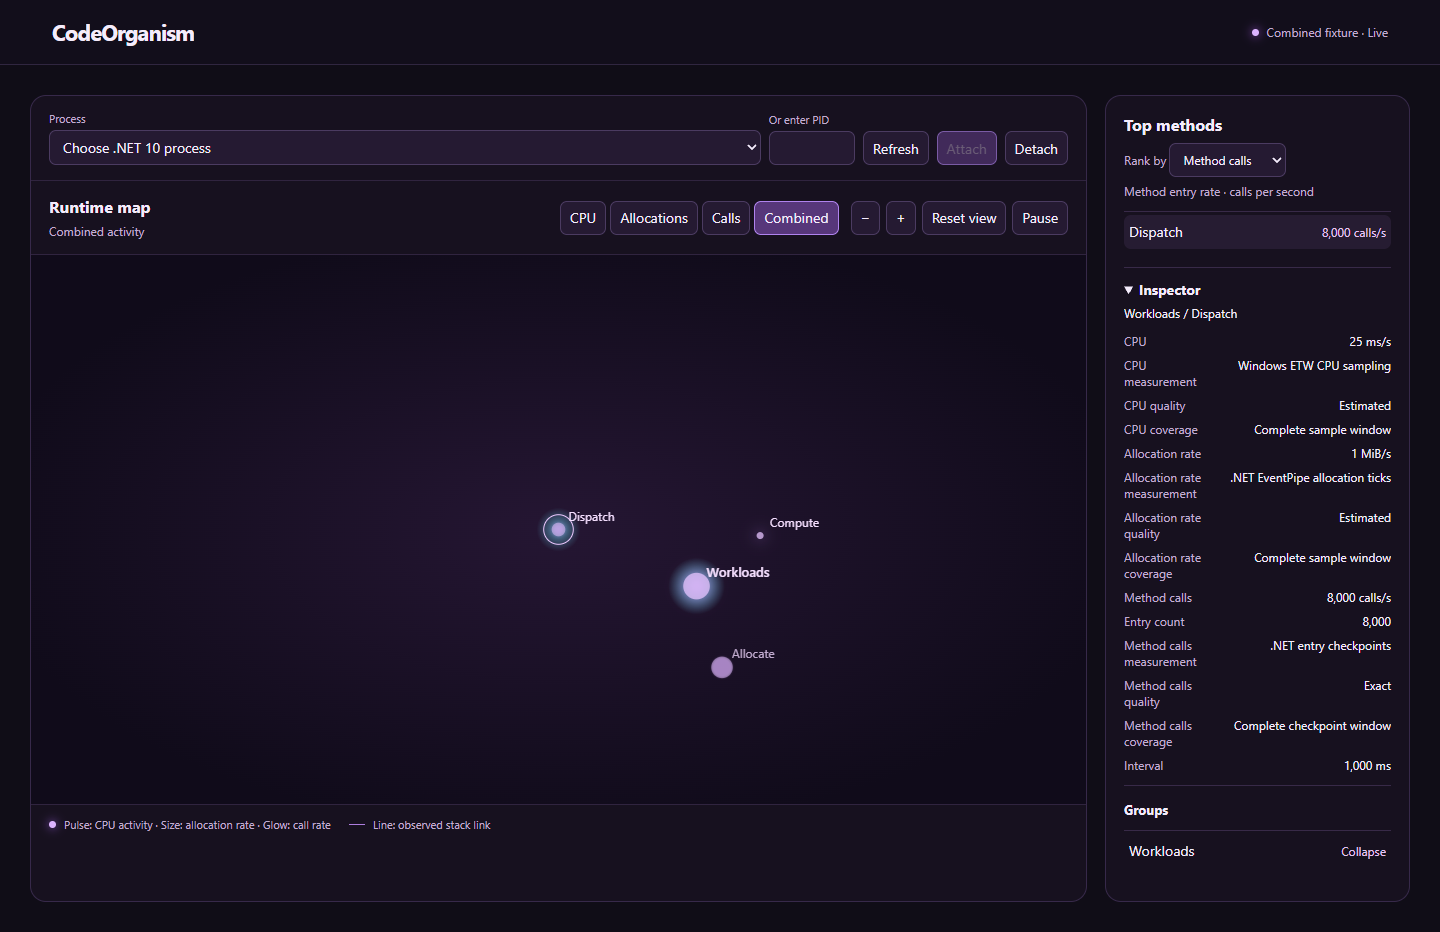 CodeOrganism
Combined fixture · Live
Process
Choose .NET 10 process
Or enter PID
Refresh
Attach
Detach
Runtime map
Combined activity
CPU
Allocations
Calls
Combined
−
+
Reset view
Pause
Dispatch
Compute
Workloads
Allocate
Pulse: CPU activity · Size: allocation rate · Glow: call rate
Line: observed stack link
Top methods
Rank by Method calls
Method entry rate · calls per second
Dispatch 8,000 calls/s
▼ Inspector
Workloads / Dispatch
CPU 25 ms/s
CPU Windows ETW CPU sampling
measurement
CPU quality Estimated
CPU coverage Complete sample window
Allocation rate 1 MiB/s
Allocation rate .NET EventPipe allocation ticks
measurement
Allocation rate Estimated
quality
Allocation rate Complete sample window
coverage
Method calls 8,000 calls/s
Entry count 8,000
Method calls .NET entry checkpoints
measurement
Method calls Exact
quality
Method calls Complete checkpoint window
coverage
Interval 1,000 ms
Groups
Workloads Collapse